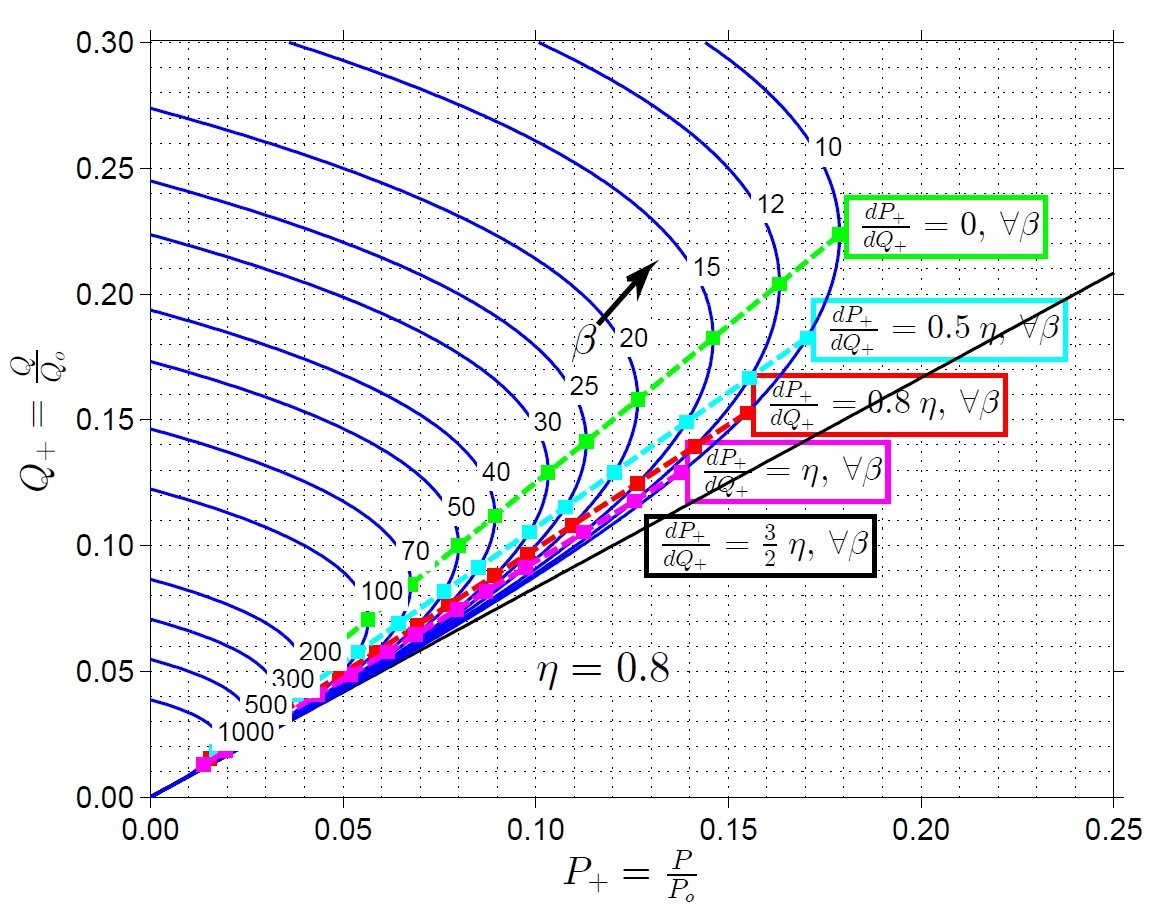 0.30
10
0.25
12
dP₊/dQ₊ = 0, ∀β
15
0.20
β
20
dP₊/dQ₊ = 0.5 η, ∀β
25
Q₊ = Q/Qₒ
0.15
30
dP₊/dQ₊ = 0.8 η, ∀β
40
dP₊/dQ₊ = η, ∀β
50
0.10
70
dP₊/dQ₊ = 3/2 η, ∀β
100
200
0.05
300
η = 0.8
500
1000
0.00
0.00 0.05 0.10 0.15 0.20 0.25
P₊ = P/Pₒ